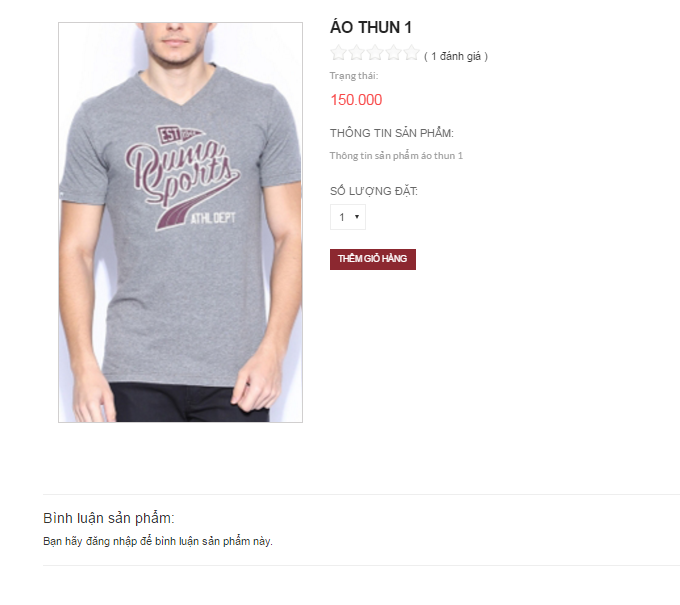 ÁO THUN 1
( 1 đánh giá )
Trạng thái:
150.000
THÔNG TIN SẢN PHẨM:
Thông tin sản phẩm áo thun 1
SỐ LƯỢNG ĐẶT:
1
THÊM GIỎ HÀNG
EST
Puma
Sports
ATHL DEPT
Bình luận sản phẩm:
Bạn hãy đăng nhập để bình luận sản phẩm này.